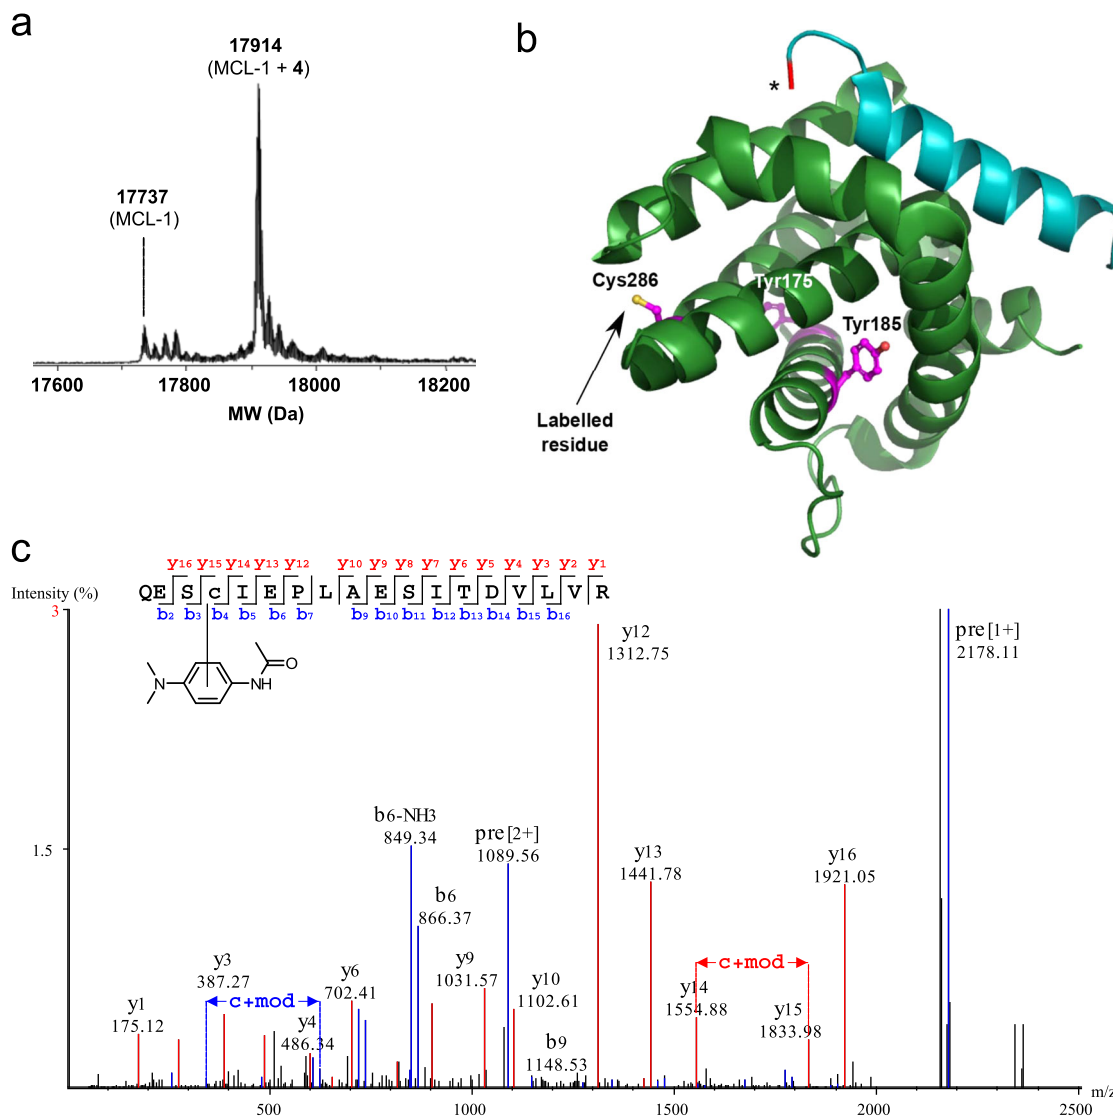 a
17914
(MCL-1 + 4)
17737
(MCL-1)
17600 17800 18000 18200
MW (Da)
b
*
Cys286
Tyr175
Tyr185
Labelled
residue
c
y16 y15 y14 y13 y12 y10 y9 y8 y7 y6 y5 y4 y3 y2 y1
QEScIEPLAESITDVLVR
b2 b3 b4 b5 b6 b7 b9 b10 b11 b12 b13 b14 b15 b16
Intensity (%)
3
N
NH
O
y12
1312.75
pre[1+]
2178.11
b6-NH3
849.34
pre[2+]
1089.56
1.5
y13
1441.78
y16
1921.05
b6
866.37
y3
387.27
y6
702.41
y9
1031.57
y10
1102.61
c+mod
c+mod
y1
175.12
y4
486.34
y14
1554.88
y15
1833.98
b9
1148.53
500 1000 1500 2000 2500 m/z